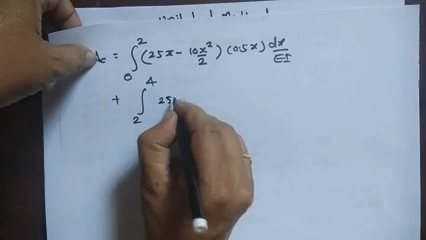 = ∫₀² (25x − 10x²/2) (0.5x) dx/EI
+ ∫₂⁴ 25